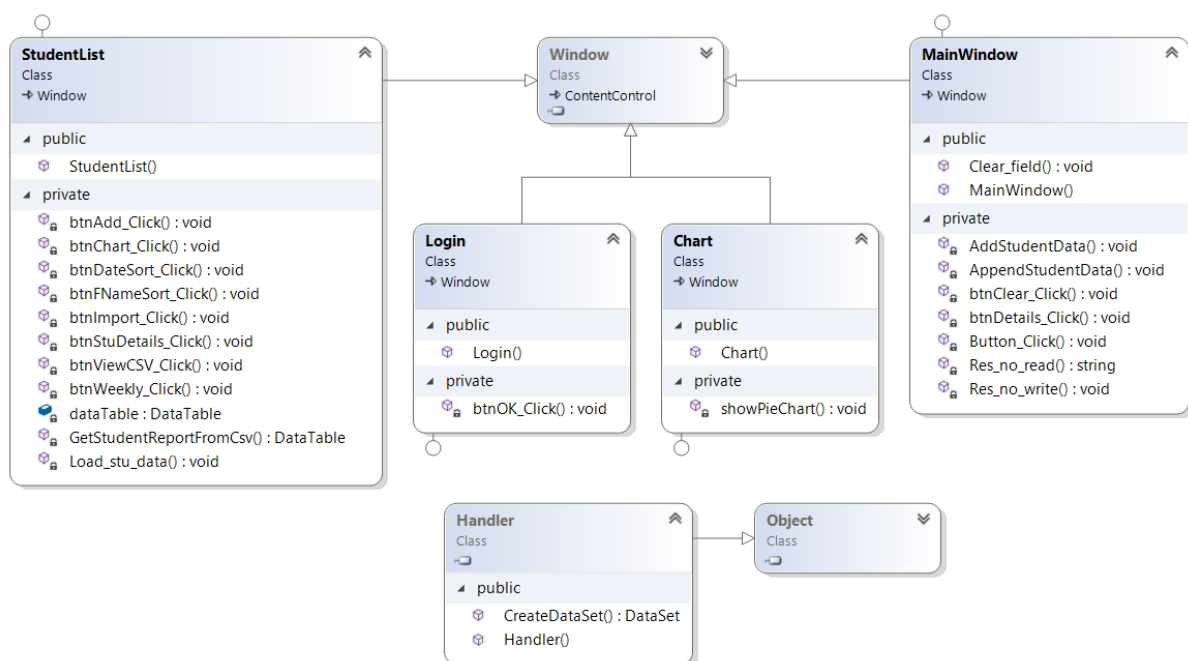 StudentList
Class
Window
public
StudentList()
private
btnAdd_Click() : void
btnChart_Click() : void
btnDateSort_Click() : void
btnFNameSort_Click() : void
btnImport_Click() : void
btnStuDetails_Click() : void
btnViewCSV_Click() : void
btnWeekly_Click() : void
dataTable : DataTable
GetStudentReportFromCsv() : DataTable
Load_stu_data() : void
Window
Class
ContentControl
MainWindow
Class
Window
public
Clear_field() : void
MainWindow()
private
AddStudentData() : void
AppendStudentData() : void
btnClear_Click() : void
btnDetails_Click() : void
Button_Click() : void
Res_no_read() : string
Res_no_write() : void
Login
Class
Window
public
Login()
private
btnOK_Click() : void
Chart
Class
Window
public
Chart()
private
showPieChart() : void
Handler
Class
public
CreateDataSet() : DataSet
Handler()
Object
Class